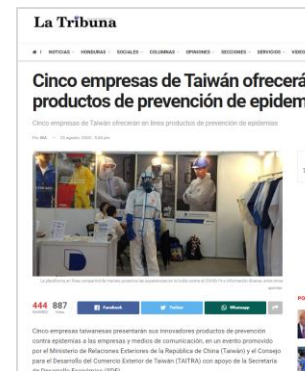 La Tribuna
NOTICIAS HONDURAS SOCIALES COLUMNAS OPINIONES SECCIONES SERVICIOS VIDEO
Cinco empresas de Taiwán ofrecerá
productos de prevención de epidem
Cinco empresas de Taiwán ofrecerán en línea productos de prevención de epidemias
444 887
Facebook Twitter Whatsapp
Cinco empresas taiwanesas presentarán sus innovadores productos de prevención
contra epidemias a las empresas y medios de comunicación, en un evento promovido
por el Ministerio de Relaciones Exteriores de la República de China (Taiwán) y el Consejo
para el Desarrollo del Comercio Exterior de Taiwán (TAITRA) con apoyo de la Secretaría
de Desarrollo Económico (SDE)